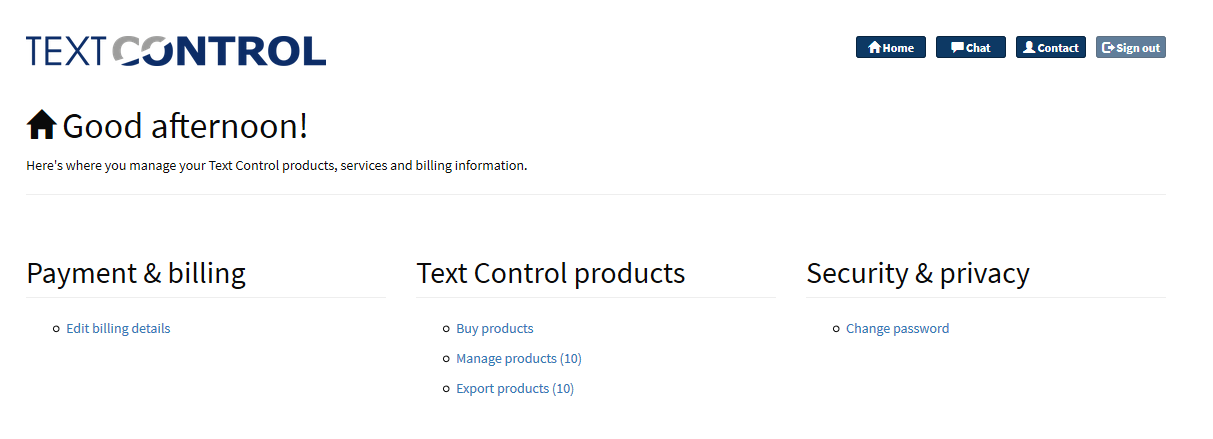 TEXT CONTROL
Home
Chat
Contact
Sign out
Good afternoon!
Here's where you manage your Text Control products, services and billing information.
Payment & billing
Edit billing details
Text Control products
Buy products
Manage products (10)
Export products (10)
Security & privacy
Change password